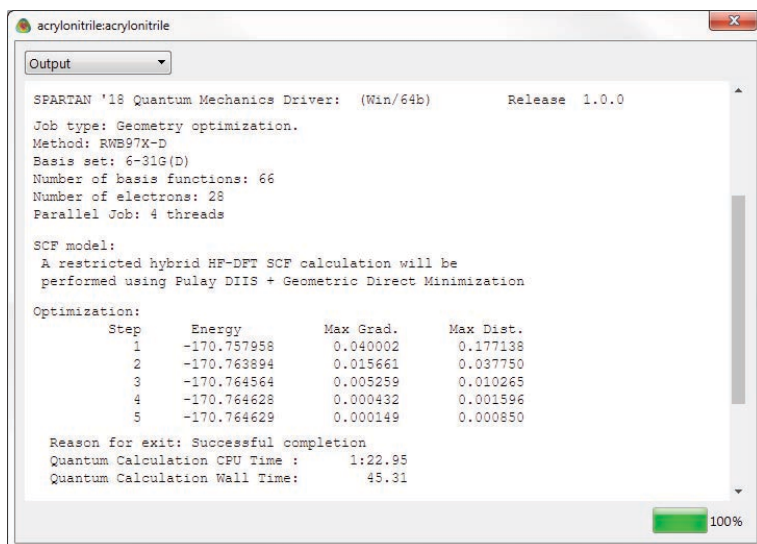 acrylonitrile:acrylonitrile
Output
SPARTAN '18 Quantum Mechanics Driver: (Win/64b) Release 1.0.0
Job type: Geometry optimization.
Method: RWB97X-D
Basis set: 6-31G(D)
Number of basis functions: 66
Number of electrons: 28
Parallel Job: 4 threads
SCF model:
A restricted hybrid HF-DFT SCF calculation will be
performed using Pulay DIIS + Geometric Direct Minimization
Optimization:
Step Energy Max Grad. Max Dist.
1 -170.757958 0.040002 0.177138
2 -170.763894 0.015661 0.037750
3 -170.764564 0.005259 0.010265
4 -170.764628 0.000432 0.001596
5 -170.764629 0.000149 0.000850
Reason for exit: Successful completion
Quantum Calculation CPU Time : 1:22.95
Quantum Calculation Wall Time: 45.31
100%